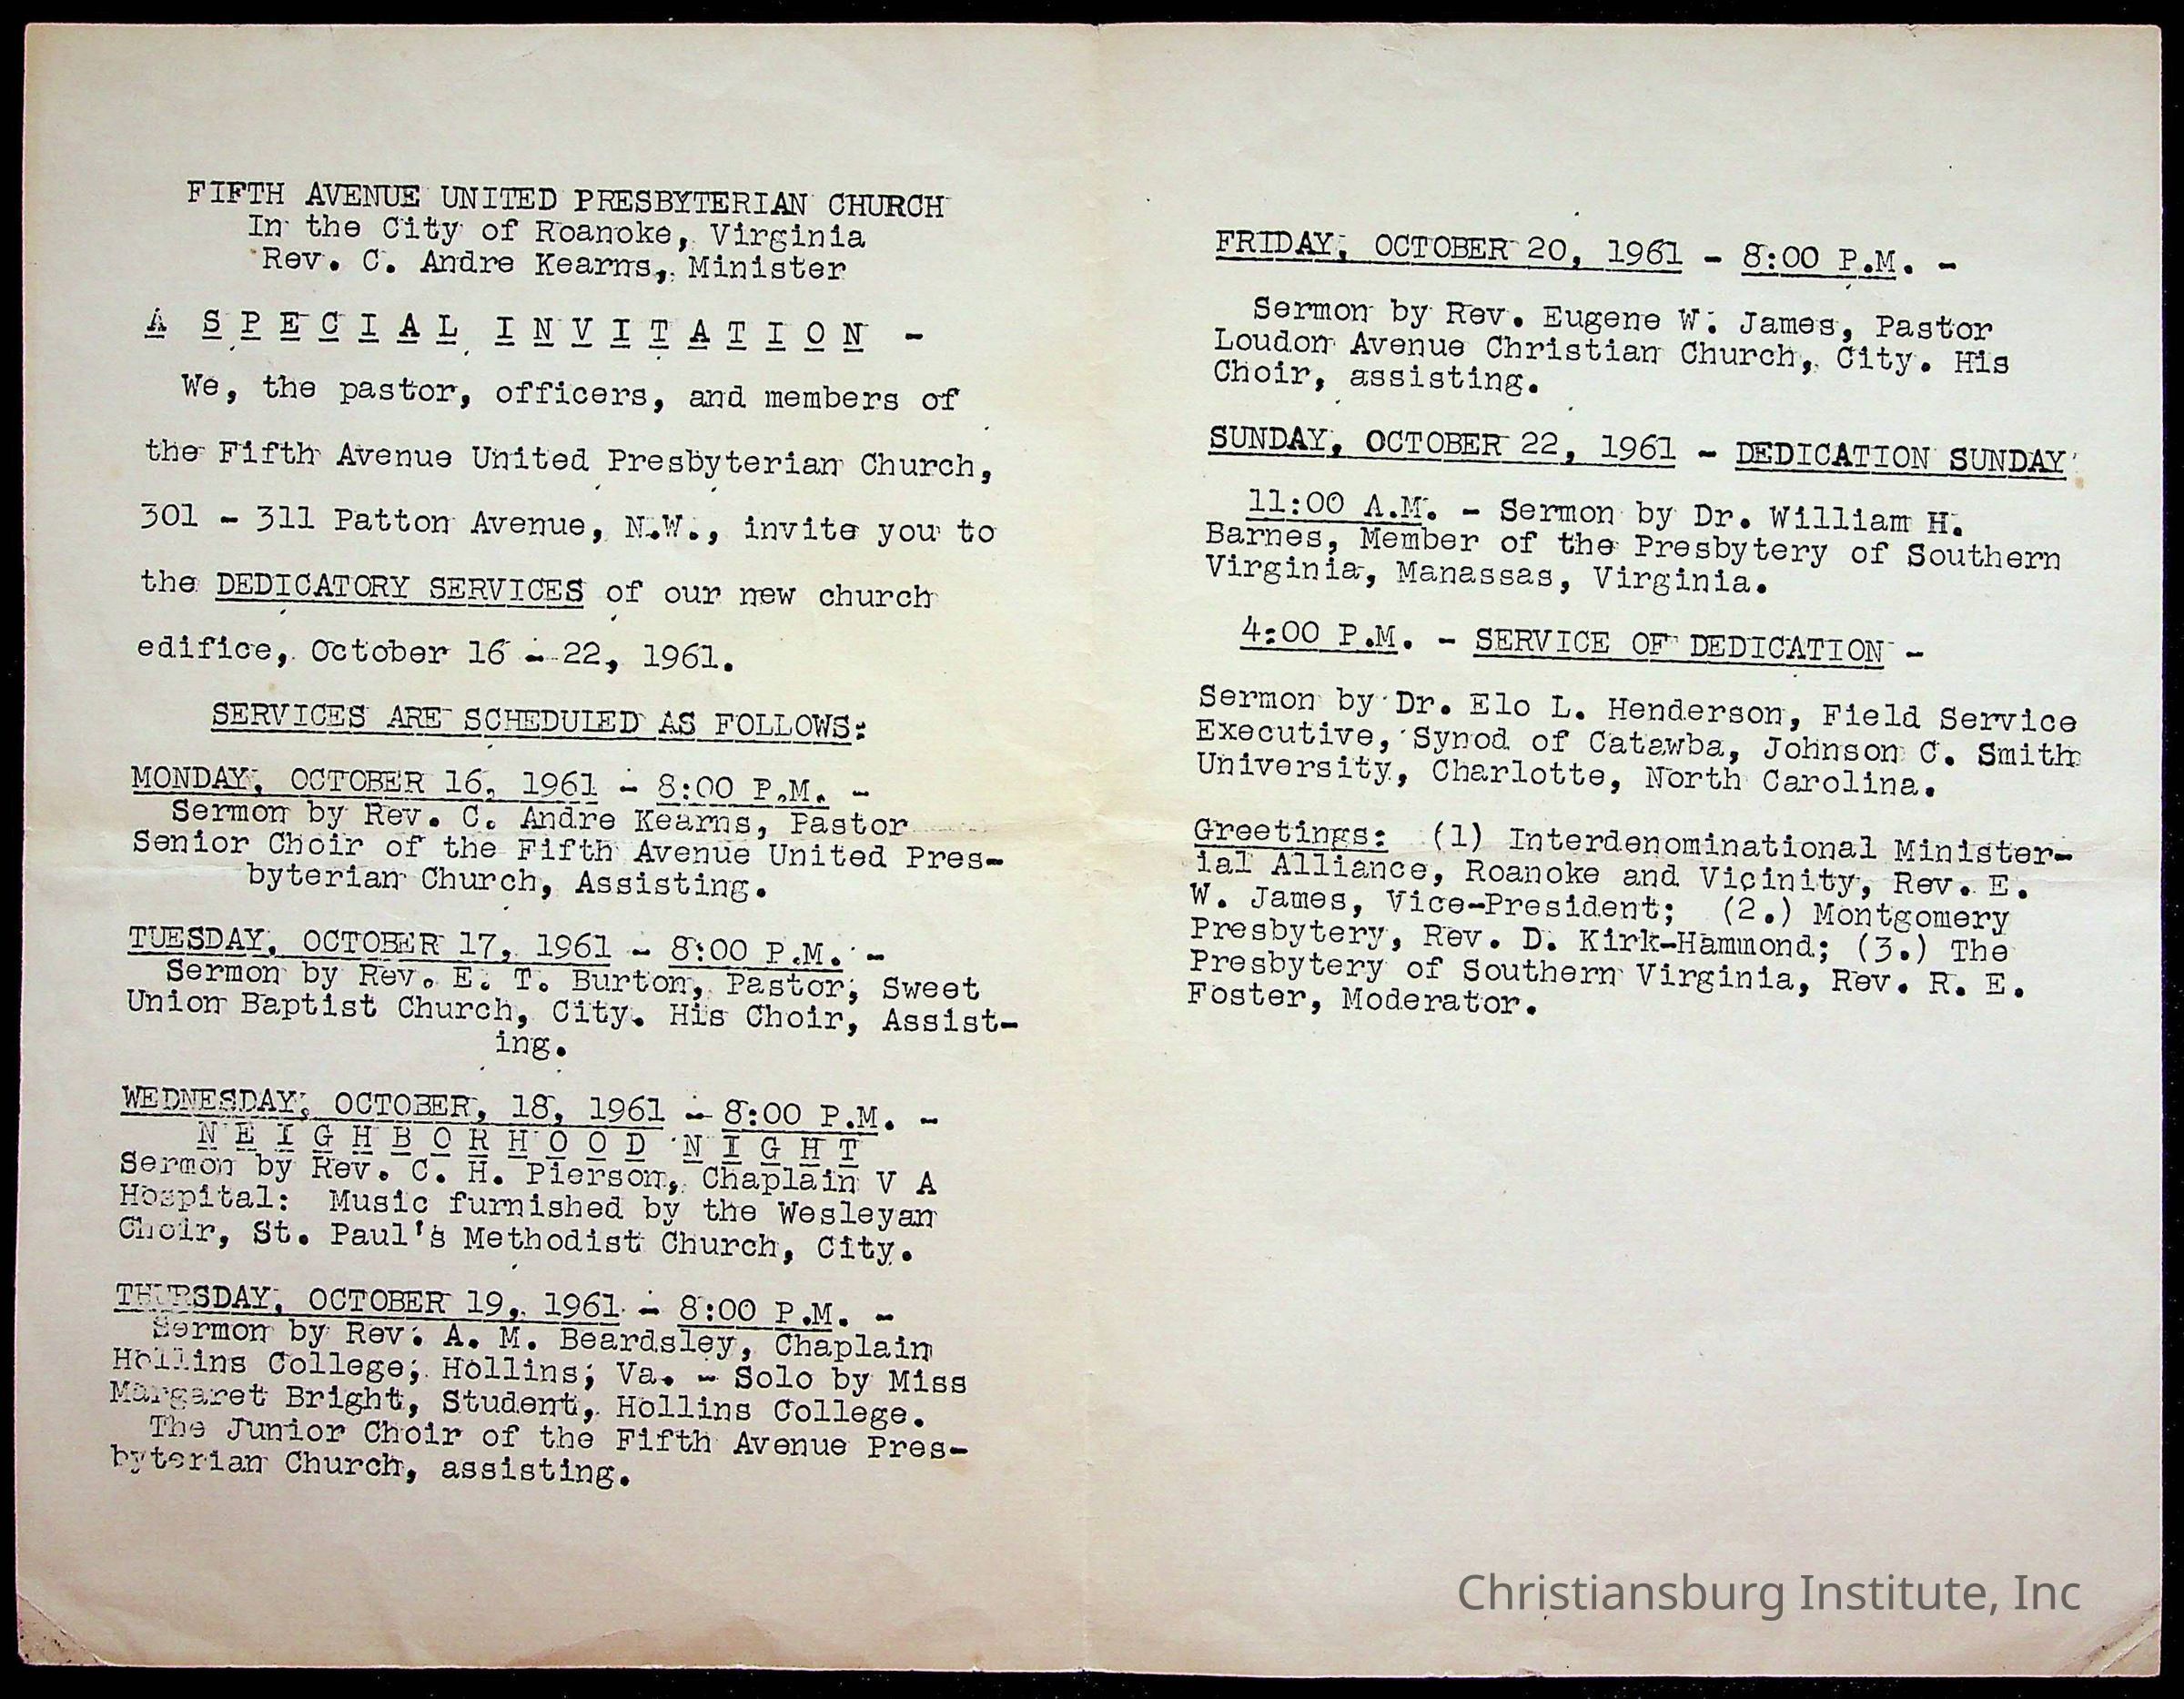 FIFTH AVENUE UNITED PRESBYTERIAN CHURCH
In the City of Roanoke, Virginia
Rev. C. Andre Kearns, Minister
A SPECIAL INVITATION -
We, the pastor, officers, and members of
the Fifth Avenue United Presbyterian Church,
301 - 311 Patton Avenue, N.W., invite you to
the DEDICATORY SERVICES of our new church
edifice, October 16 - 22, 1961.
SERVICES ARE SCHEDULED AS FOLLOWS:
MONDAY, OCTOBER 16, 1961 - 8:00 P.M. -
Sermon by Rev. C. Andre Kearns, Pastor
Senior Choir of the Fifth Avenue United Pres-
byterian Church, Assisting.
TUESDAY, OCTOBER 17, 1961 - 8:00 P.M. -
Sermon by Rev. E. T. Burton, Pastor, Sweet
Union Baptist Church, City. His Choir, Assist-
ing.
WEDNESDAY, OCTOBER, 18, 1961 - 8:00 P.M. -
NEIGHBORHOOD NIGHT
Sermon by Rev. C. H. Pierson, Chaplain V A
Hospital: Music furnished by the Wesleyan
Choir, St. Paul's Methodist Church, City.
THURSDAY, OCTOBER 19, 1961 - 8:00 P.M. -
Sermon by Rev. A. M. Beardsley, Chaplain
Hollins College, Hollins, Va. - Solo by Miss
Margaret Bright, Student, Hollins College.
The Junior Choir of the Fifth Avenue Pres-
byterian Church, assisting.
FRIDAY, OCTOBER 20, 1961 - 8:00 P.M. -
Sermon by Rev. Eugene W. James, Pastor
Loudon Avenue Christian Church, City. His
Choir, assisting.
SUNDAY, OCTOBER 22, 1961 - DEDICATION SUNDAY
11:00 A.M. - Sermon by Dr. William H.
Barnes, Member of the Presbytery of Southern
Virginia, Manassas, Virginia.
4:00 P.M. - SERVICE OF DEDICATION -
Sermon by Dr. Elo L. Henderson, Field Service
Executive, Synod of Catawba, Johnson C. Smith
University, Charlotte, North Carolina.
Greetings: (1) Interdenominational Minister-
ial Alliance, Roanoke and Vicinity, Rev. E.
W. James, Vice-President; (2.) Montgomery
Presbytery, Rev. D. Kirk-Hammond; (3.) The
Presbytery of Southern Virginia, Rev. R. E.
Foster, Moderator.
Christiansburg Institute, Inc